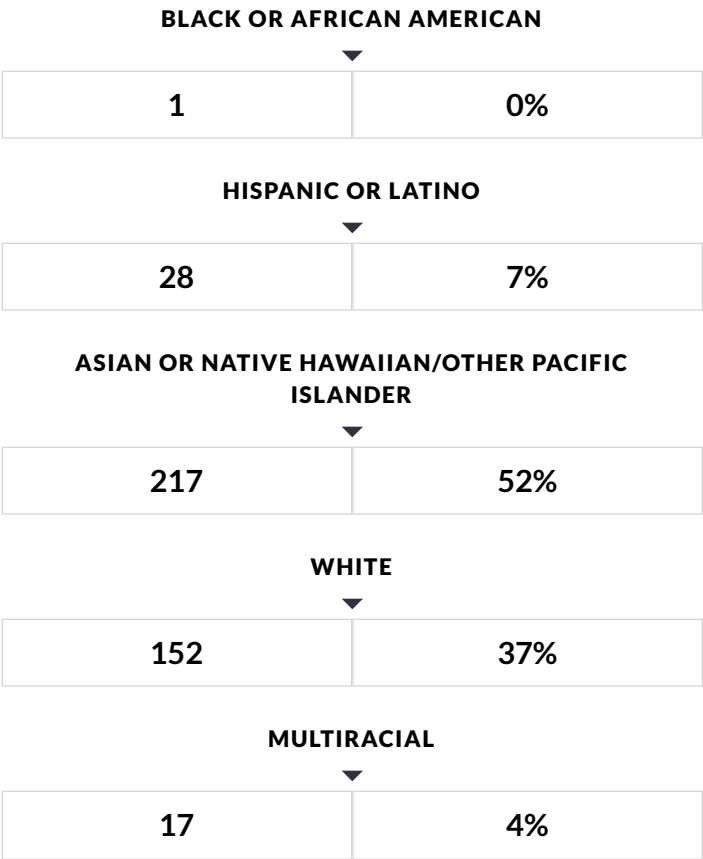 BLACK OR AFRICAN AMERICAN
1 0%
HISPANIC OR LATINO
28 7%
ASIAN OR NATIVE HAWAIIAN/OTHER PACIFIC
ISLANDER
217 52%
WHITE
152 37%
MULTIRACIAL
17 4%